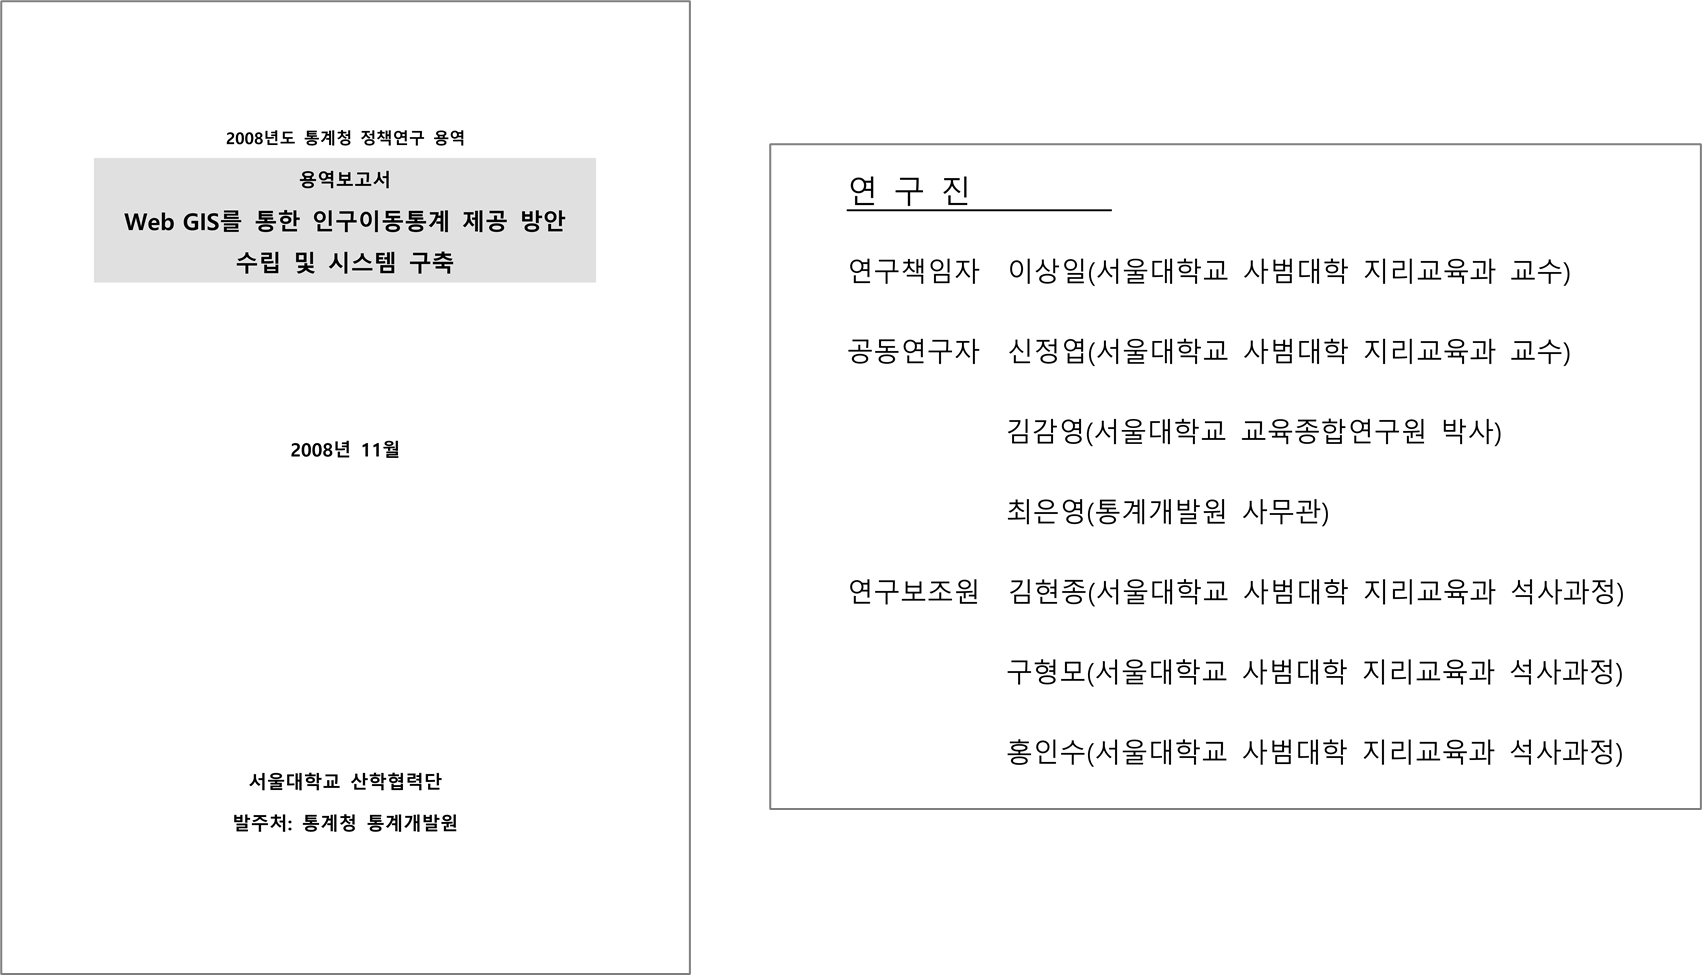 2008년도 통계청 정책연구 용역
용역보고서
Web GIS를 통한 인구이동통계 제공 방안
수립 및 시스템 구축
2008년 11월
서울대학교 산학협력단
발주처: 통계청 통계개발원
연 구 진
연구책임자 이상일(서울대학교 사범대학 지리교육과 교수)
공동연구자 신정엽(서울대학교 사범대학 지리교육과 교수)
김감영(서울대학교 교육종합연구원 박사)
최은영(통계개발원 사무관)
연구보조원 김현종(서울대학교 사범대학 지리교육과 석사과정)
구형모(서울대학교 사범대학 지리교육과 석사과정)
홍인수(서울대학교 사범대학 지리교육과 석사과정)